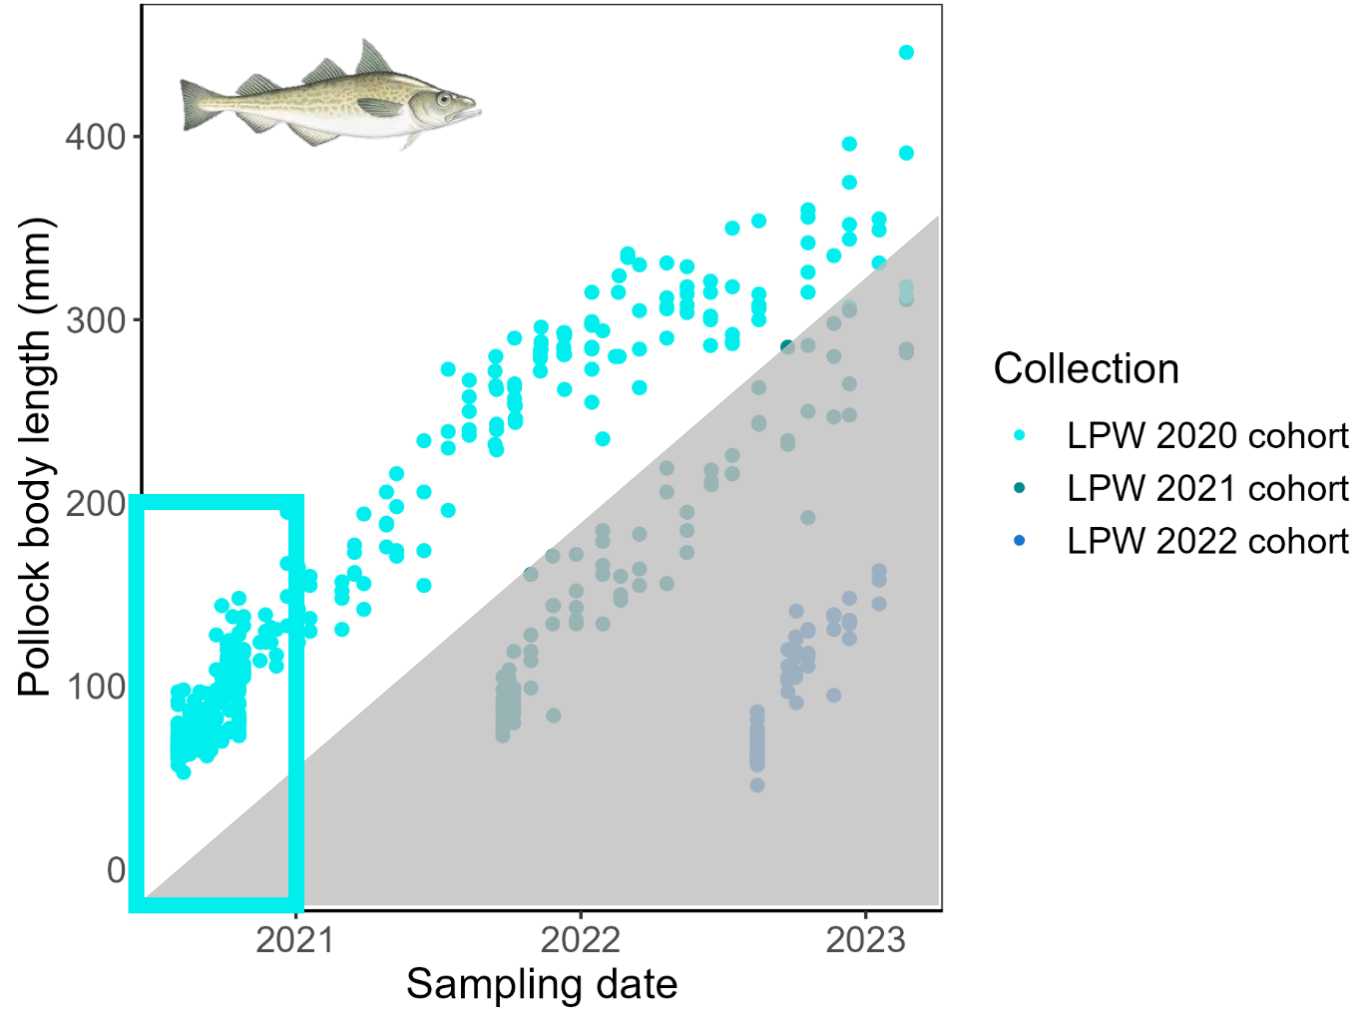 400
300
200
100
0
Pollock body length (mm)
2021 2022 2023
Sampling date
Collection
LPW 2020 cohort
LPW 2021 cohort
LPW 2022 cohort